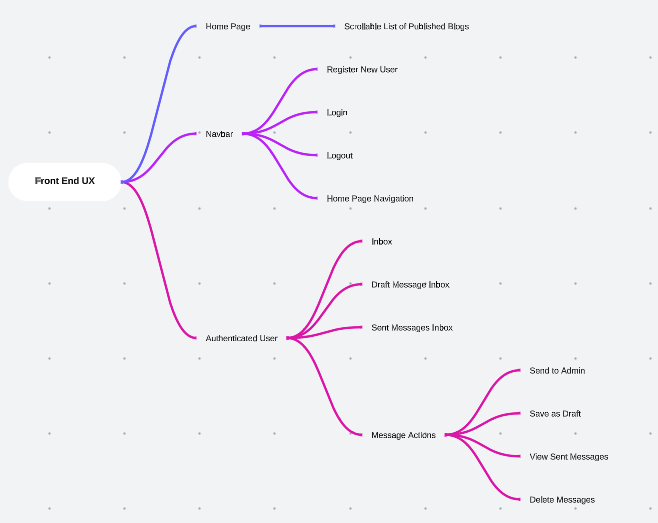 Home Page
Scrollable List of Published Blogs
Register New User
Login
Navbar
Logout
Front End UX
Home Page Navigation
Inbox
Draft Message Inbox
Sent Messages Inbox
Authenticated User
Send to Admin
Save as Draft
Message Actions
View Sent Messages
Delete Messages